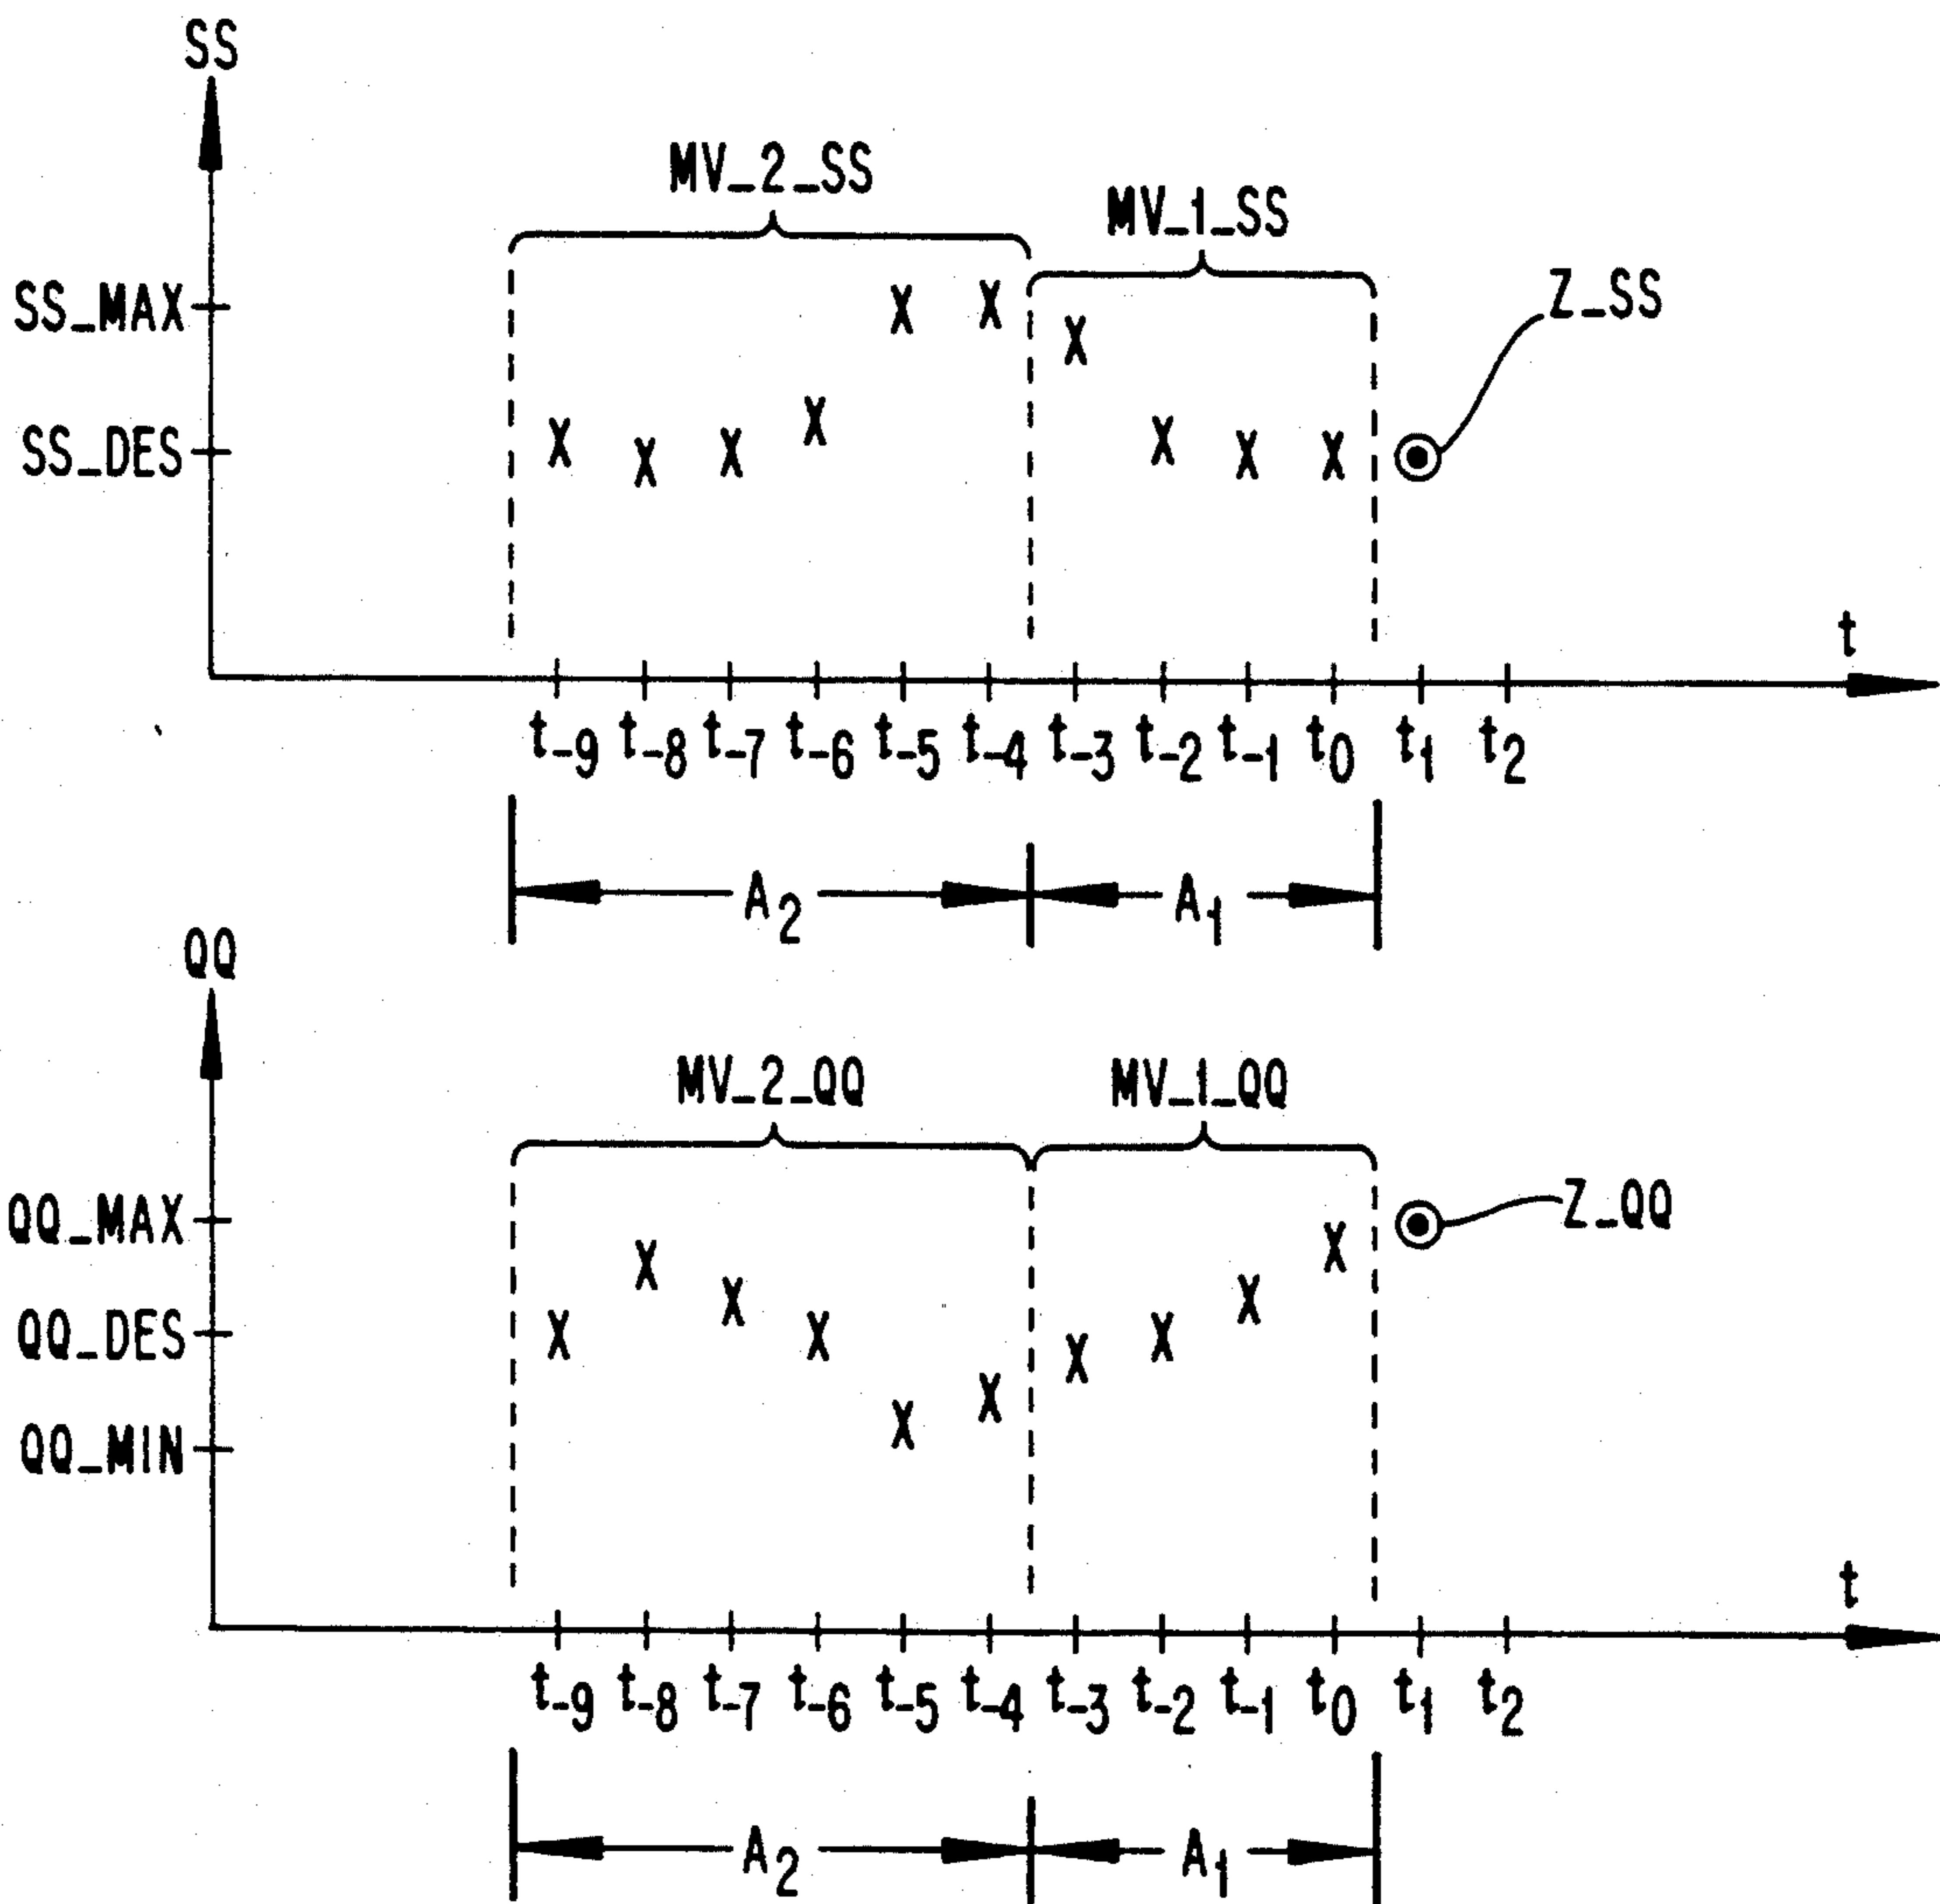 SS
MV_2_SS
MV_1_SS
SS_MAX
Z_SS
SS_DES
t
t-9 t-8 t-7 t-6 t-5 t-4 t-3 t-2 t-1 t0 t1 t2
A2 A1
QQ
MV_2_QQ MV_1_QQ
QQ_MAX
Z_QQ
QQ_DES
QQ_MIN
t
t-9 t-8 t-7 t-6 t-5 t-4 t-3 t-2 t-1 t0 t1 t2
A2 A1